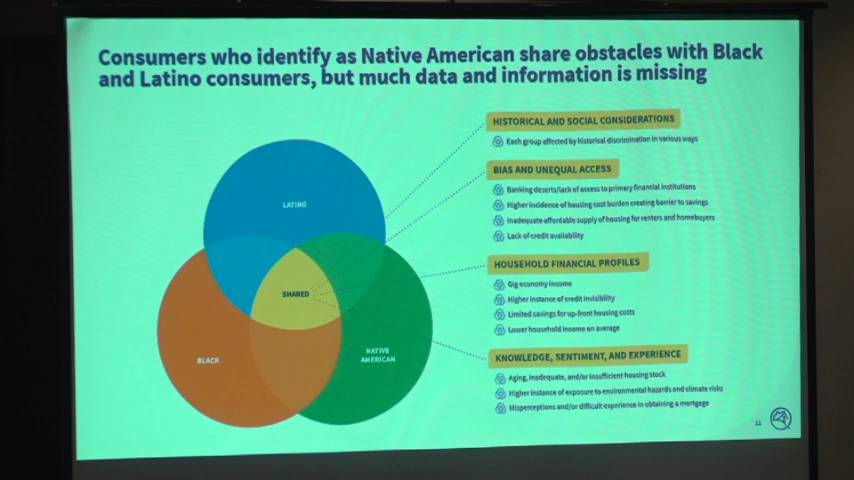 Consumers who identify as Native American share obstacles with Black
and Latino consumers, but much data and information is missing
LATINO
SHARED
BLACK
NATIVE
AMERICAN
HISTORICAL AND SOCIAL CONSIDERATIONS
Each group affected by historical discrimination in various ways
BIAS AND UNEQUAL ACCESS
Banking deserts/lack of access to primary financial institutions
Higher incidence of housing cost burden creating barrier to savings
Inadequate affordable supply of housing for renters and homebuyers
Lack of credit availability
HOUSEHOLD FINANCIAL PROFILES
Gig economy income
Higher instance of credit invisibility
Limited savings for up-front housing costs
Lower household income on average
KNOWLEDGE, SENTIMENT, AND EXPERIENCE
Aging, inadequate, and/or insufficient housing stock
Higher instance of exposure to environmental hazards and climate risks
Misperceptions and/or difficult experience in obtaining a mortgage
11